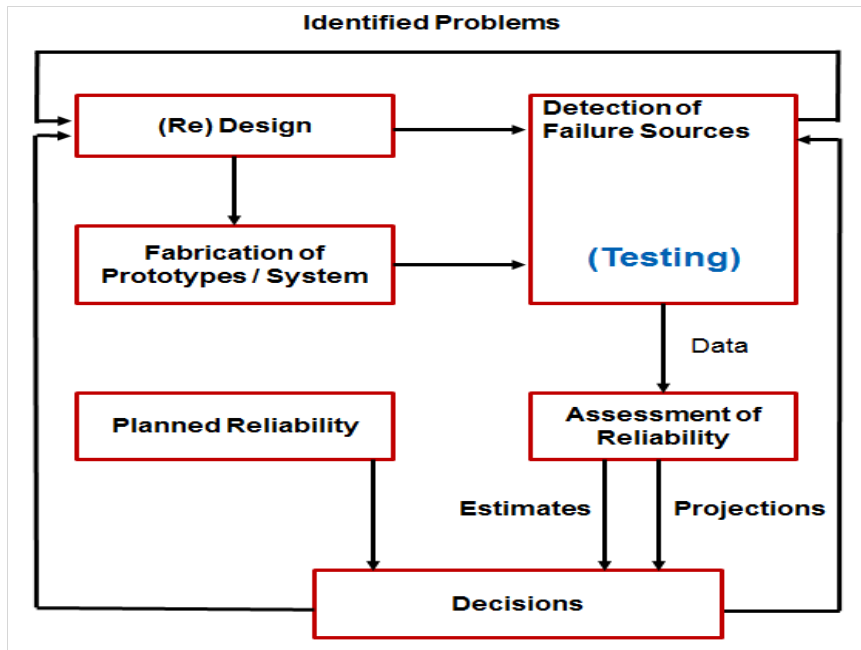 Identified Problems
(Re) Design
Detection of
Failure Sources
Fabrication of
Prototypes / System
(Testing)
Data
Planned Reliability
Assessment of
Reliability
Estimates
Projections
Decisions